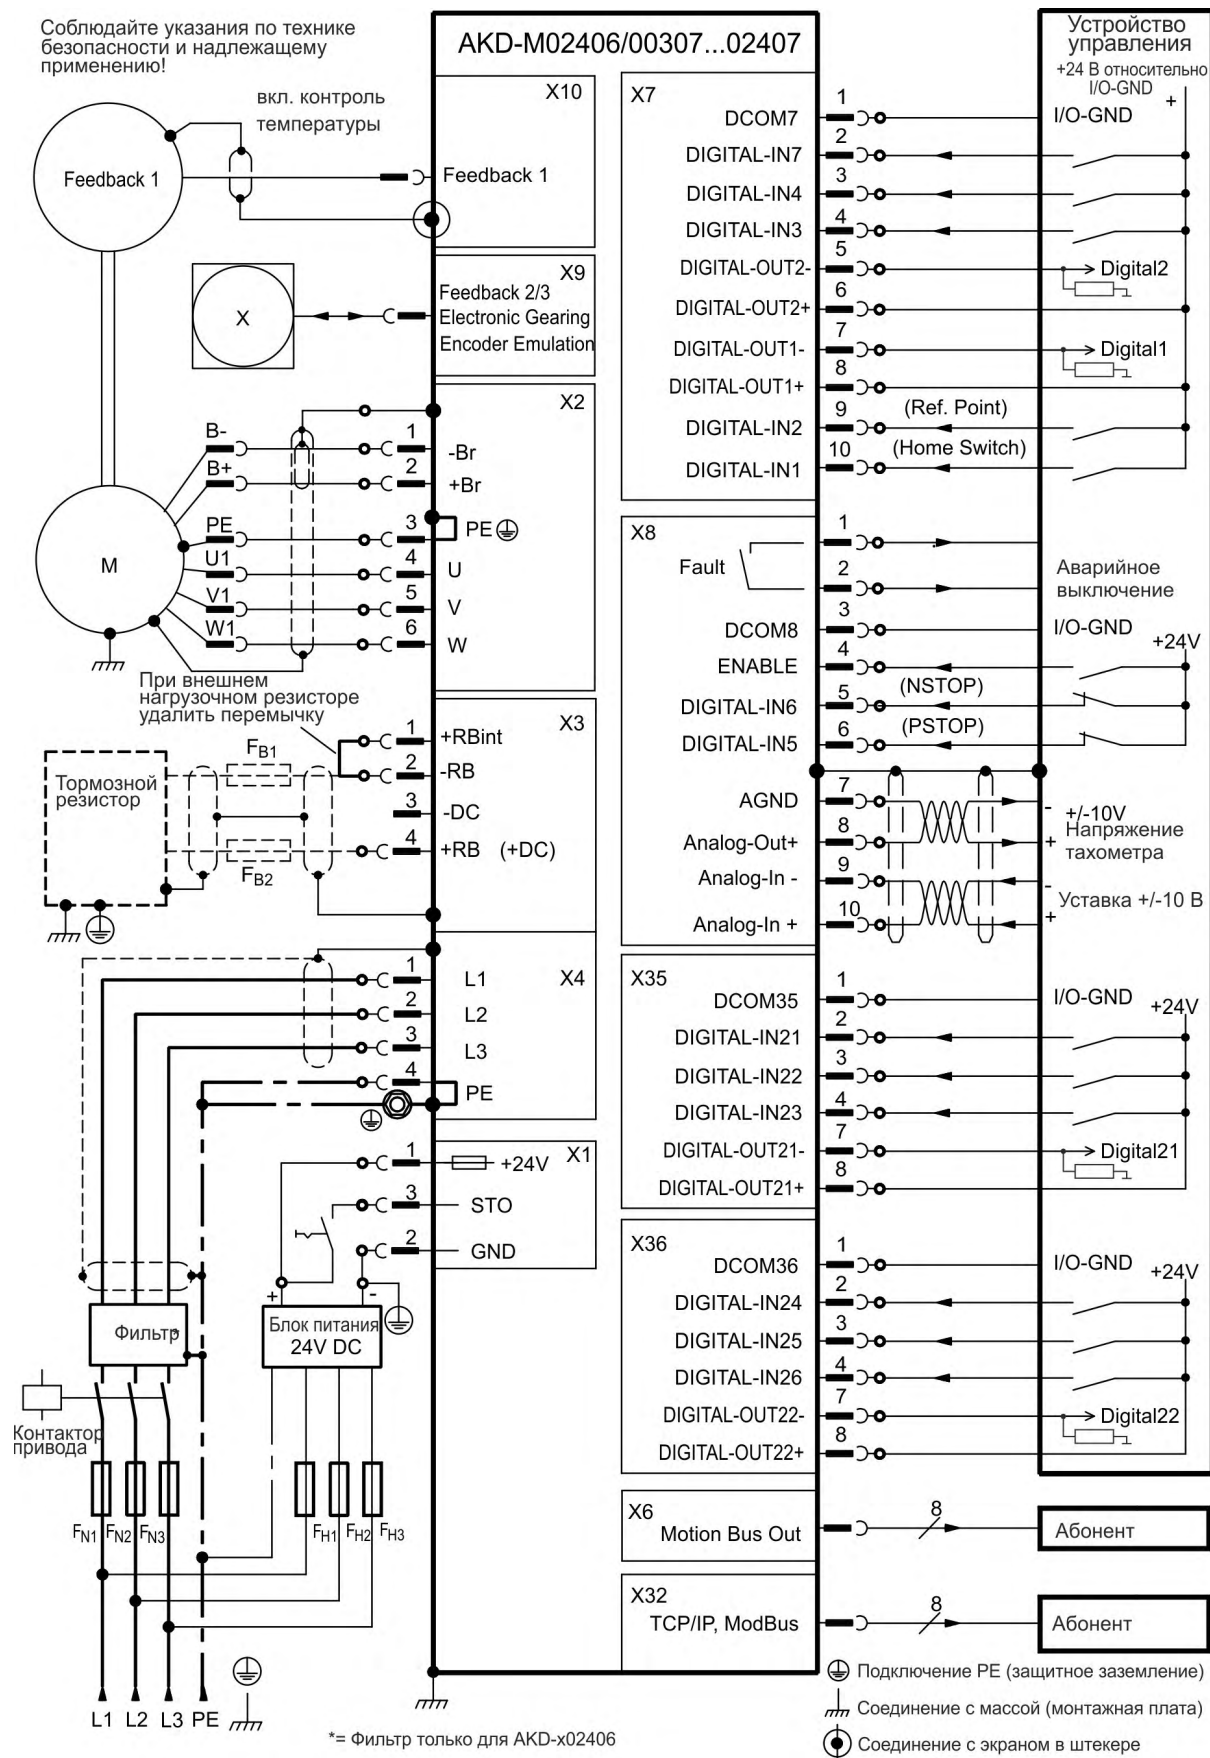 Соблюдайте указания по технике
безопасности и надлежащему
применению!
AKD-M02406/00307...02407
Устройство
управления
+24 В относительно
I/O-GND
+
вкл. контроль
температуры
Feedback 1
X10
Feedback 1
X
X9
Feedback 2/3
Electronic Gearing
Encoder Emulation
X2
B-
1
-Br
B+
2
+Br
PE
3
PE
M
U1
4
U
V1
5
V
W1
6
W
При внешнем
нагрузочном резисторе
удалить перемычку
X3
1
+RBint
FB1
2
-RB
Тормозной
резистор
3
-DC
4
+RB (+DC)
FB2
X4
1
L1
2
L2
3
L3
4
PE
X1
1
+24V
3
STO
2
GND
+
-
Блок питания
24V DC
Фильтр*
Контактор
привода
FN1
FN2
FN3
FH1
FH2
FH3
L1
L2
L3
PE
*= Фильтр только для AKD-x02406
X7
DCOM7
1
I/O-GND
DIGITAL-IN7
2
DIGITAL-IN4
3
DIGITAL-IN3
4
DIGITAL-OUT2-
5
Digital2
DIGITAL-OUT2+
6
DIGITAL-OUT1-
7
Digital1
DIGITAL-OUT1+
8
DIGITAL-IN2
9
(Ref. Point)
DIGITAL-IN1
10
(Home Switch)
X8
Fault
1
2
Аварийное
выключение
DCOM8
3
I/O-GND
+24V
ENABLE
4
DIGITAL-IN6
5
(NSTOP)
DIGITAL-IN5
6
(PSTOP)
AGND
7
-
+/-10V
Analog-Out+
8
+
Напряжение
тахометра
Analog-In -
9
-
Уставка +/-10 В
Analog-In +
10
+
X35
DCOM35
1
I/O-GND
+24V
DIGITAL-IN21
2
DIGITAL-IN22
3
DIGITAL-IN23
4
DIGITAL-OUT21-
7
Digital21
DIGITAL-OUT21+
8
X36
DCOM36
1
I/O-GND
+24V
DIGITAL-IN24
2
DIGITAL-IN25
3
DIGITAL-IN26
4
DIGITAL-OUT22-
7
Digital22
DIGITAL-OUT22+
8
X6
Motion Bus Out
8
Абонент
X32
TCP/IP, ModBus
8
Абонент
Подключение PE (защитное заземление)
Соединение с массой (монтажная плата)
Соединение с экраном в штекере